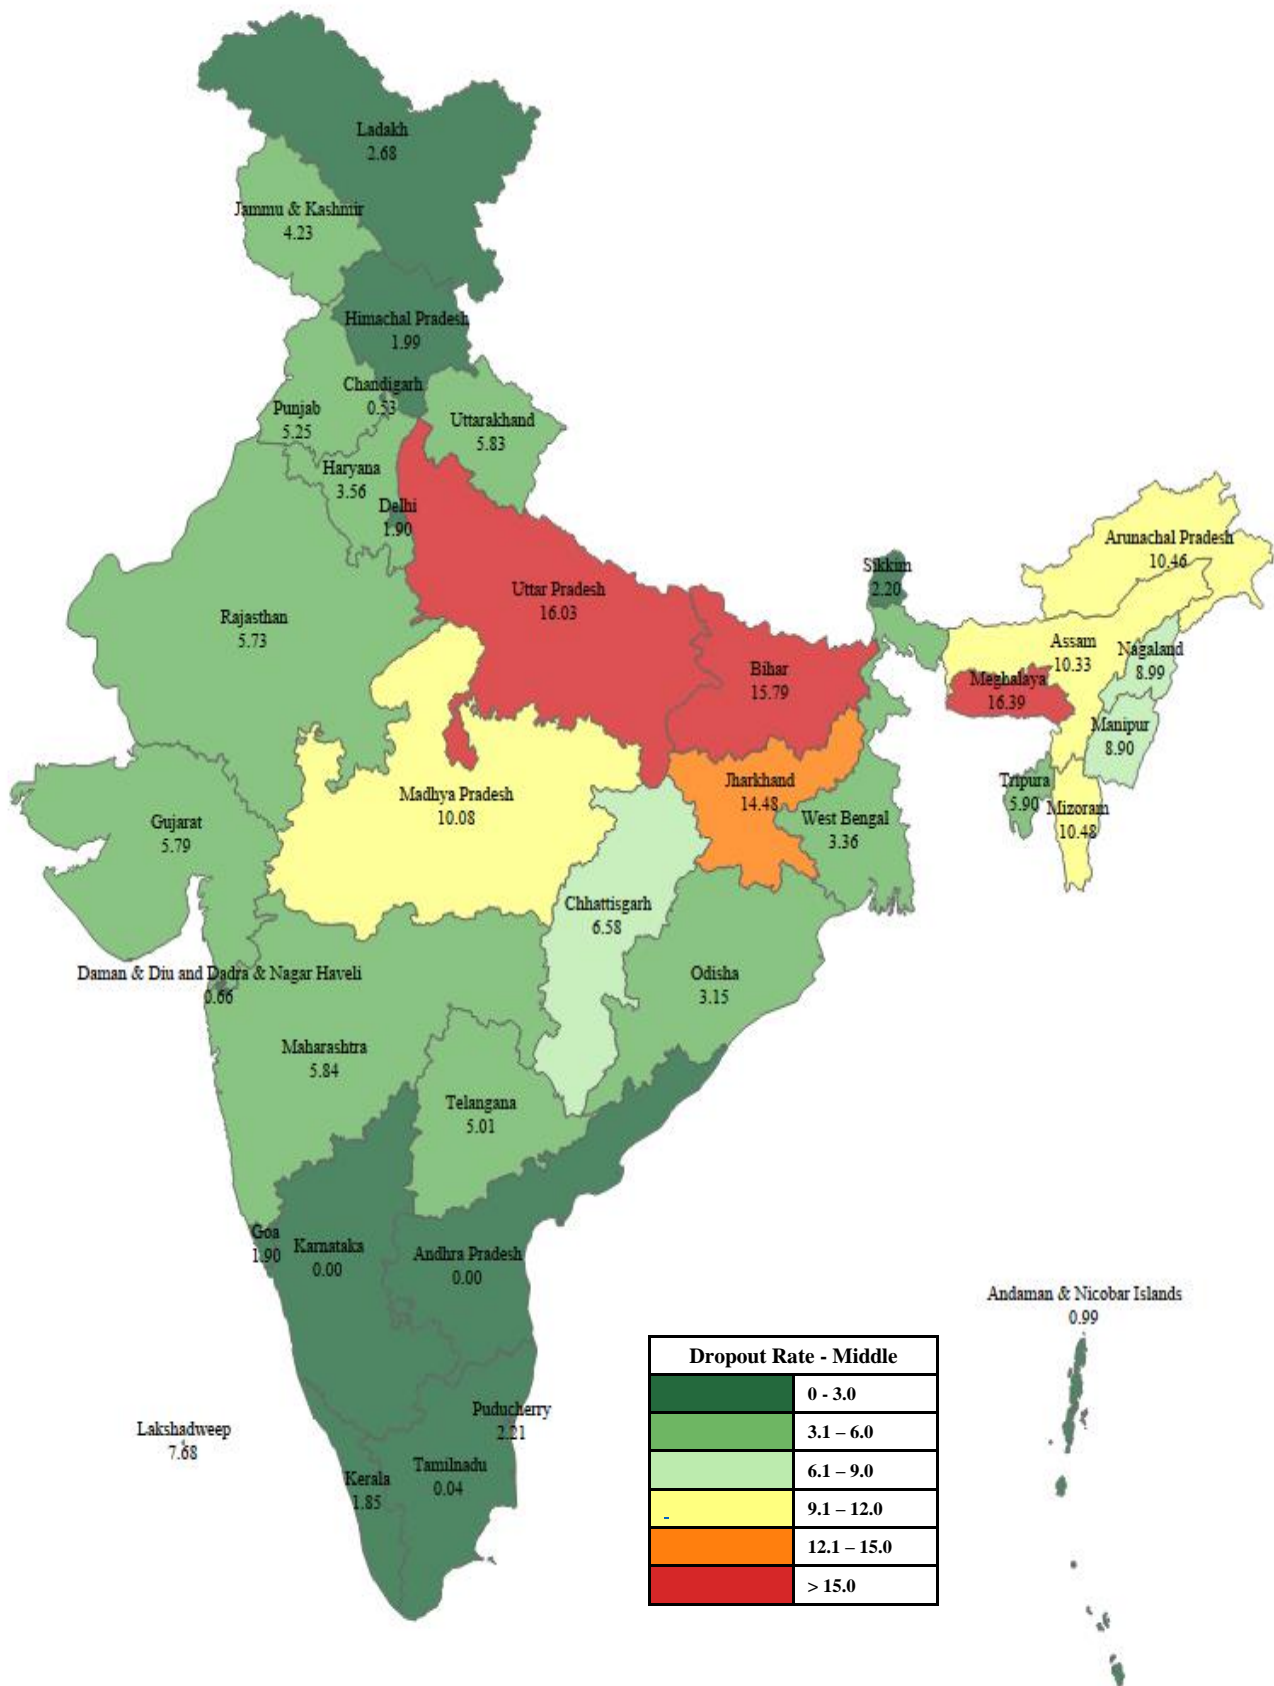 Ladakh
2.68
Jammu & Kashmir
4.23
Himachal Pradesh
1.99
Chandigarh
0.53
Punjab
5.25
Uttarakhand
5.83
Haryana
3.56
Delhi
1.90
Arunachal Pradesh
10.46
Sikkim
2.20
Uttar Pradesh
16.03
Rajasthan
5.73
Assam
10.33
Nagaland
8.99
Bihar
15.79
Meghalaya
16.39
Manipur
8.90
Jharkhand
14.48
Tripura
5.90
Madhya Pradesh
10.08
Mizoram
10.48
Gujarat
5.79
West Bengal
3.36
Chhattisgarh
6.58
Daman & Diu and Dadra & Nagar Haveli
0.66
Odisha
3.15
Maharashtra
5.84
Telangana
5.01
Goa
1.90
Karnataka
0.00
Andhra Pradesh
0.00
Andaman & Nicobar Islands
0.99
Lakshadweep
7.68
Puducherry
2.21
Kerala
1.85
Tamilnadu
0.04
Dropout Rate - Middle
0 - 3.0
3.1 – 6.0
6.1 – 9.0
9.1 – 12.0
12.1 – 15.0
> 15.0